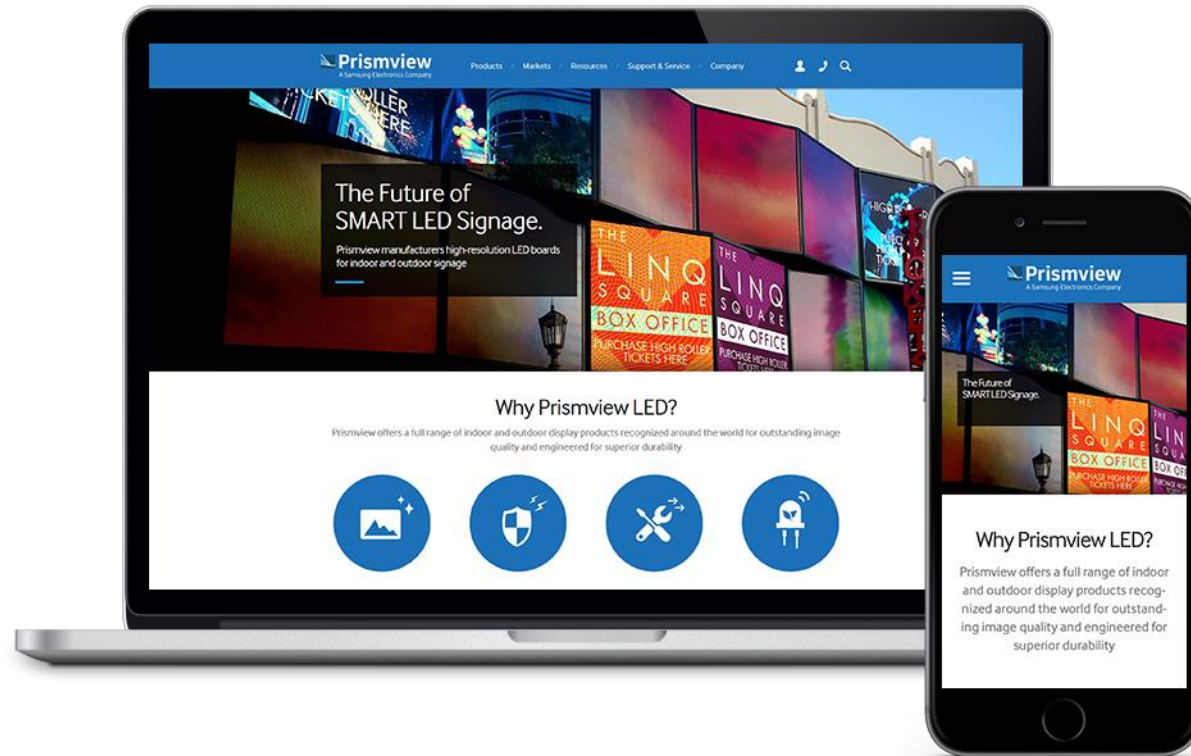 Prismview
A Samsung Electronics Company
Products / Markets / Resources / Support & Service / Company
LLER
TICKETS HERE
The Future of
SMART LED Signage.
Prismview manufacturers high-resolution LED boards
for indoor and outdoor signage
THE
LINQ
SQUARE
BOX OFFICE
PURCHASE HIGH ROLLER
TICKETS HERE
THE
LINQ
SQUARE
BOX OFFICE
PURCHASE HIGH ROLLER
TICKETS HERE
Why Prismview LED?
Prismview offers a full range of indoor and outdoor display products recognized around the world for outstanding image
quality and engineered for superior durability
Prismview
A Samsung Electronics Company
The Future of
SMART LED Signage.
THE
LINQ
SQUARE
BOX OFFICE
PURCHASE HIGH ROLLER
TICKETS HERE
THE
LIN
SQUA
BOX OF
Why Prismview LED?
Prismview offers a full range of indoor
and outdoor display products recog-
nized around the world for outstand-
ing image quality and engineered for
superior durability